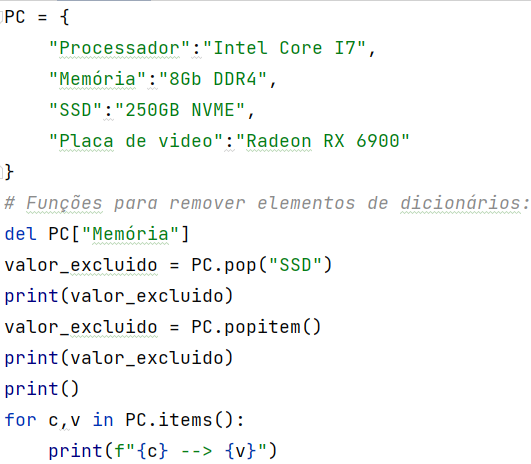 PC = {
    "Processador":"Intel Core I7",
    "Memória":"8Gb DDR4",
    "SSD":"250GB NVME",
    "Placa de video":"Radeon RX 6900"
}
# Funções para remover elementos de dicionários:
del PC["Memória"]
valor_excluido = PC.pop("SSD")
print(valor_excluido)
valor_excluido = PC.popitem()
print(valor_excluido)
print()
for c,v in PC.items():
    print(f"{c} --> {v}")